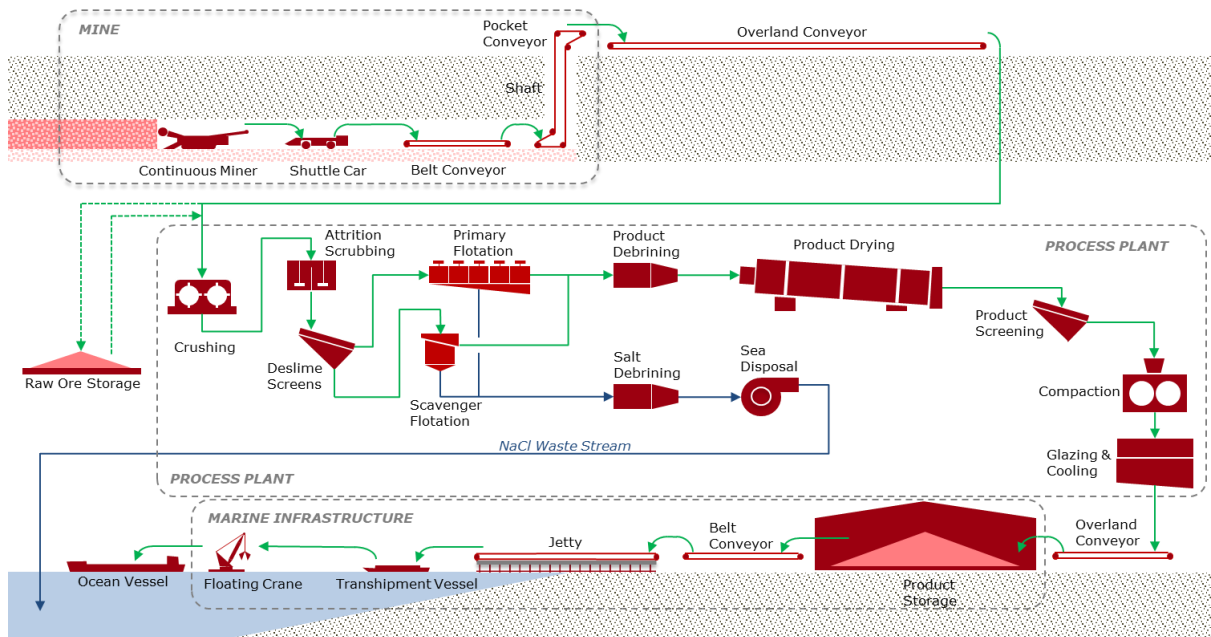 MINE
Pocket
Conveyor
Overland Conveyor
Shaft
Continuous Miner
Shuttle Car
Belt Conveyor
PROCESS PLANT
Attrition
Scrubbing
Primary
Flotation
Product
Debrining
Product Drying
Crushing
Deslime
Screens
Scavenger
Flotation
Salt
Debrining
Sea
Disposal
Product
Screening
Compaction
Raw Ore Storage
NaCl Waste Stream
Glazing &
Cooling
PROCESS PLANT
MARINE INFRASTRUCTURE
Ocean Vessel
Floating Crane
Transhipment Vessel
Jetty
Belt
Conveyor
Product
Storage
Overland
Conveyor